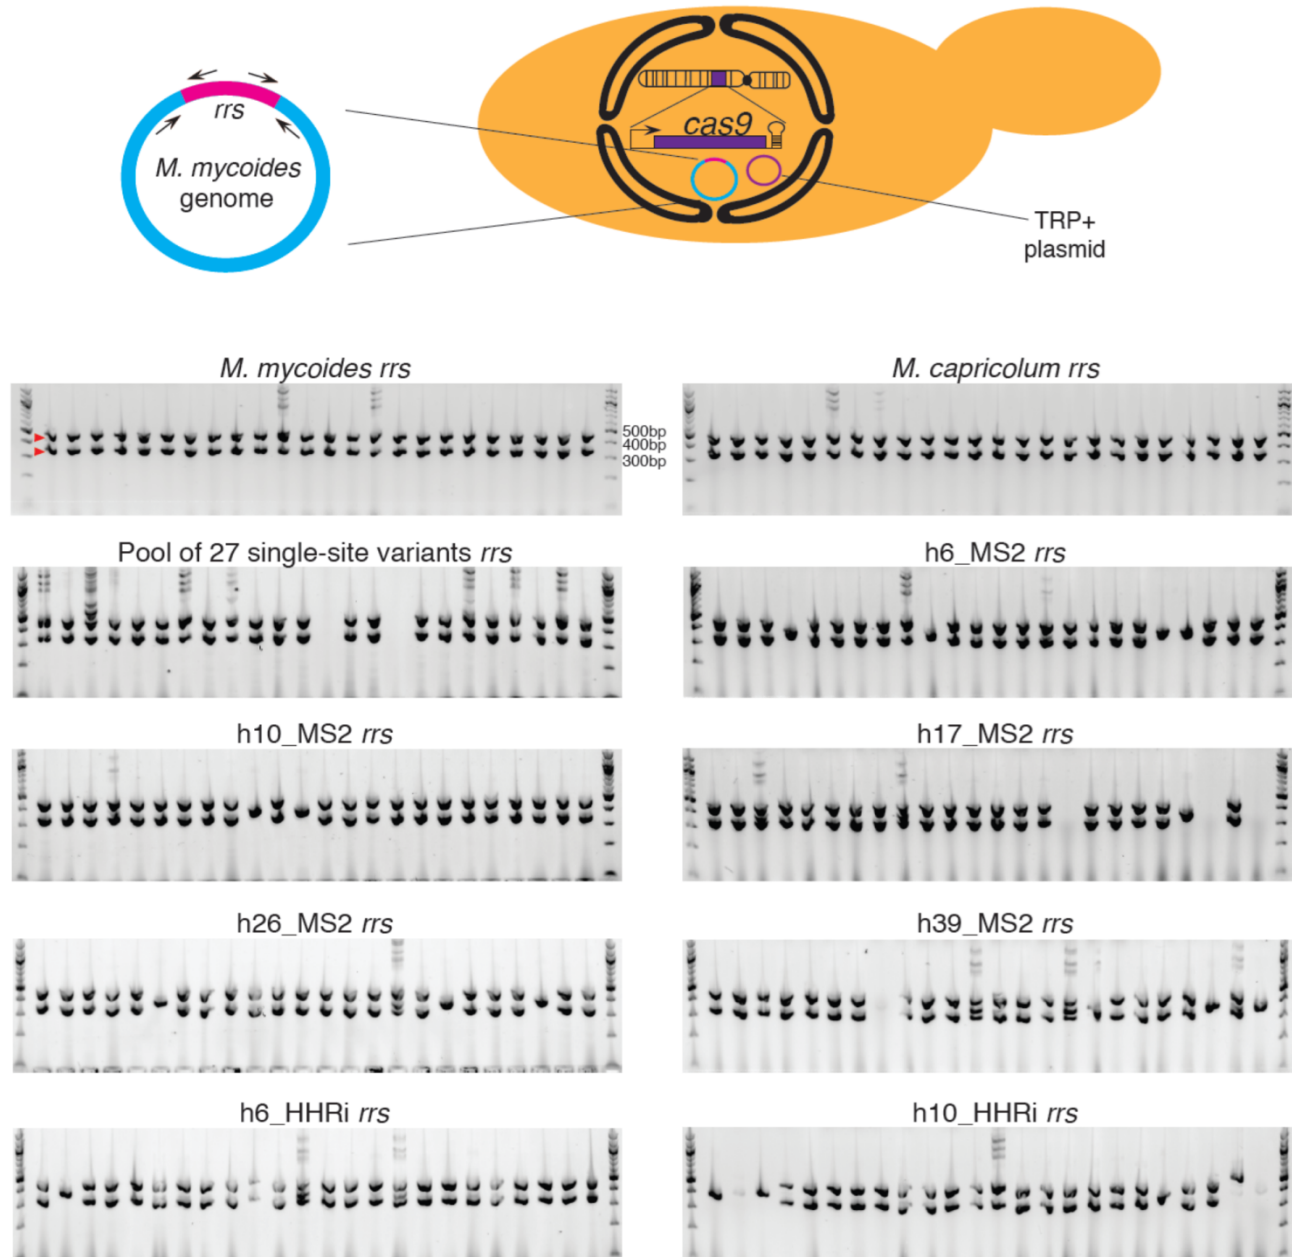 rrs
M. mycoides
genome
cas9
TRP+
plasmid
M. mycoides rrs
M. capricolum rrs
500bp
400bp
300bp
Pool of 27 single-site variants rrs
h6_MS2 rrs
h10_MS2 rrs
h17_MS2 rrs
h26_MS2 rrs
h39_MS2 rrs
h6_HHRi rrs
h10_HHRi rrs